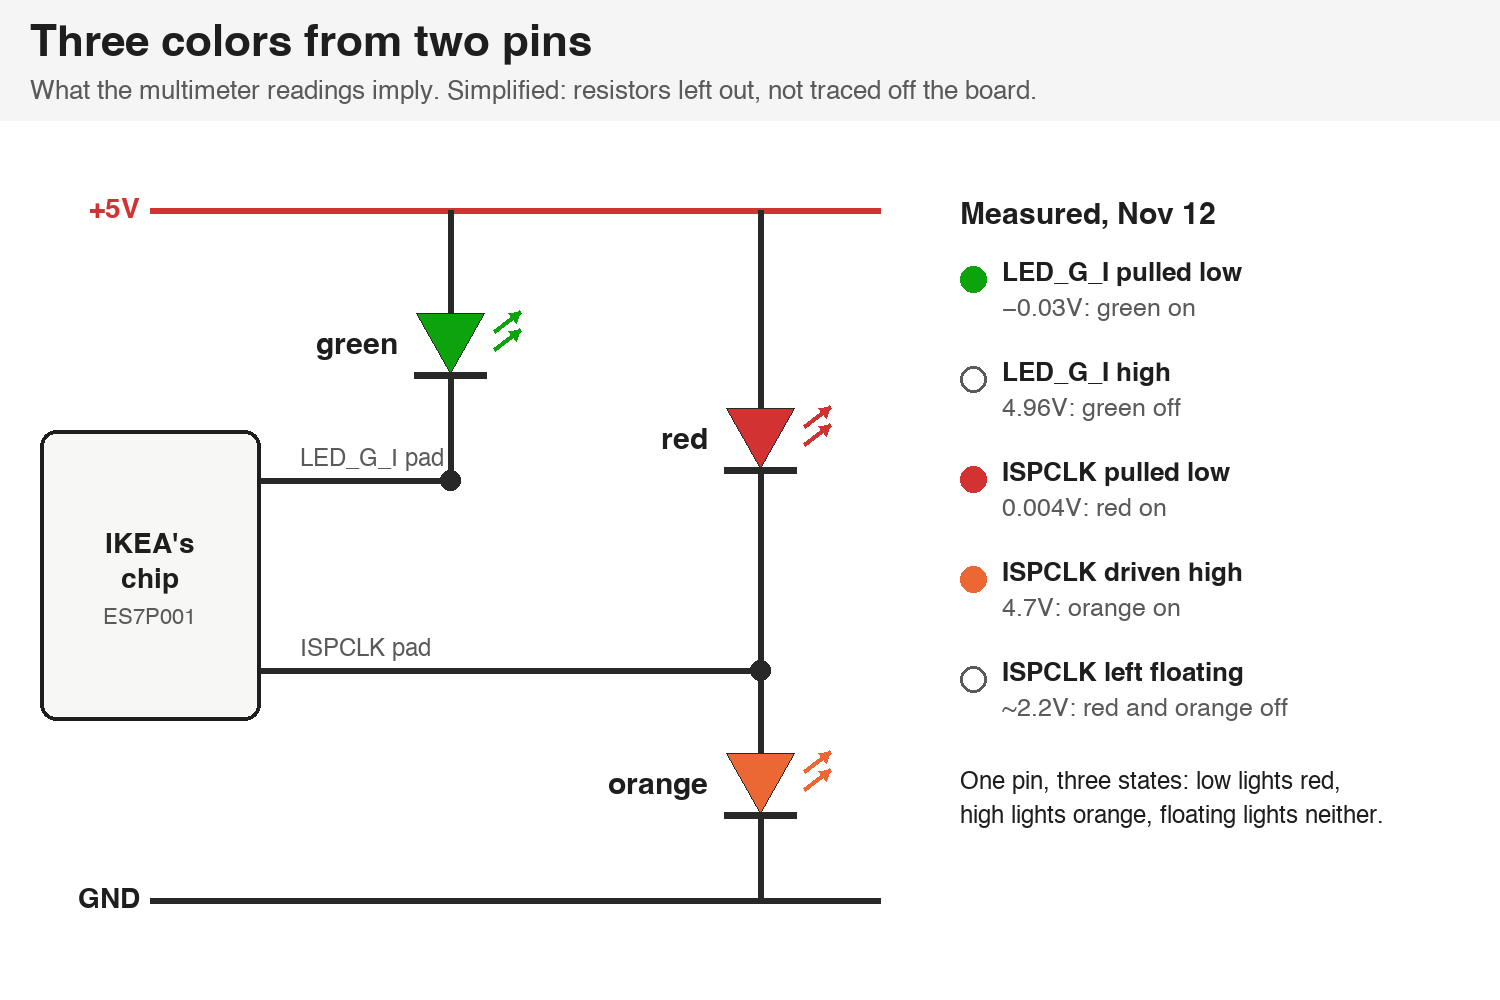 Three colors from two pins
What the multimeter readings imply. Simplified: resistors left out, not traced off the board.
+5V
green
LED_G_I pad
red
IKEA's
chip
ES7P001
ISPCLK pad
orange
GND
Measured, Nov 12
LED_G_I pulled low
−0.03V: green on
LED_G_I high
4.96V: green off
ISPCLK pulled low
0.004V: red on
ISPCLK driven high
4.7V: orange on
ISPCLK left floating
~2.2V: red and orange off
One pin, three states: low lights red,
high lights orange, floating lights neither.